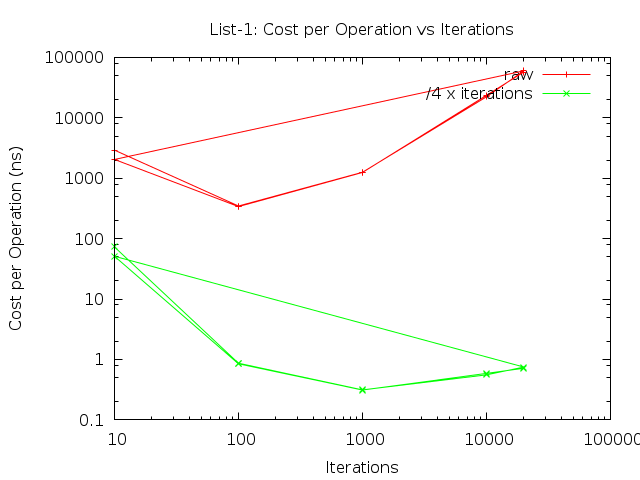 List-1: Cost per Operation vs Iterations
100000
10000
1000
100
10
1
0.1
Cost per Operation (ns)
raw
/4 x iterations
10 100 1000 10000 100000
Iterations